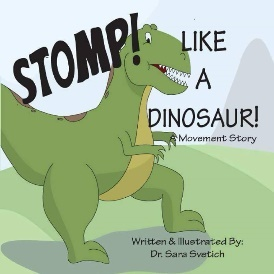 STOMP! LIKE
A
DINOSAUR!
A Movement Story
Written & Illustrated By:
Dr. Sara Svetich